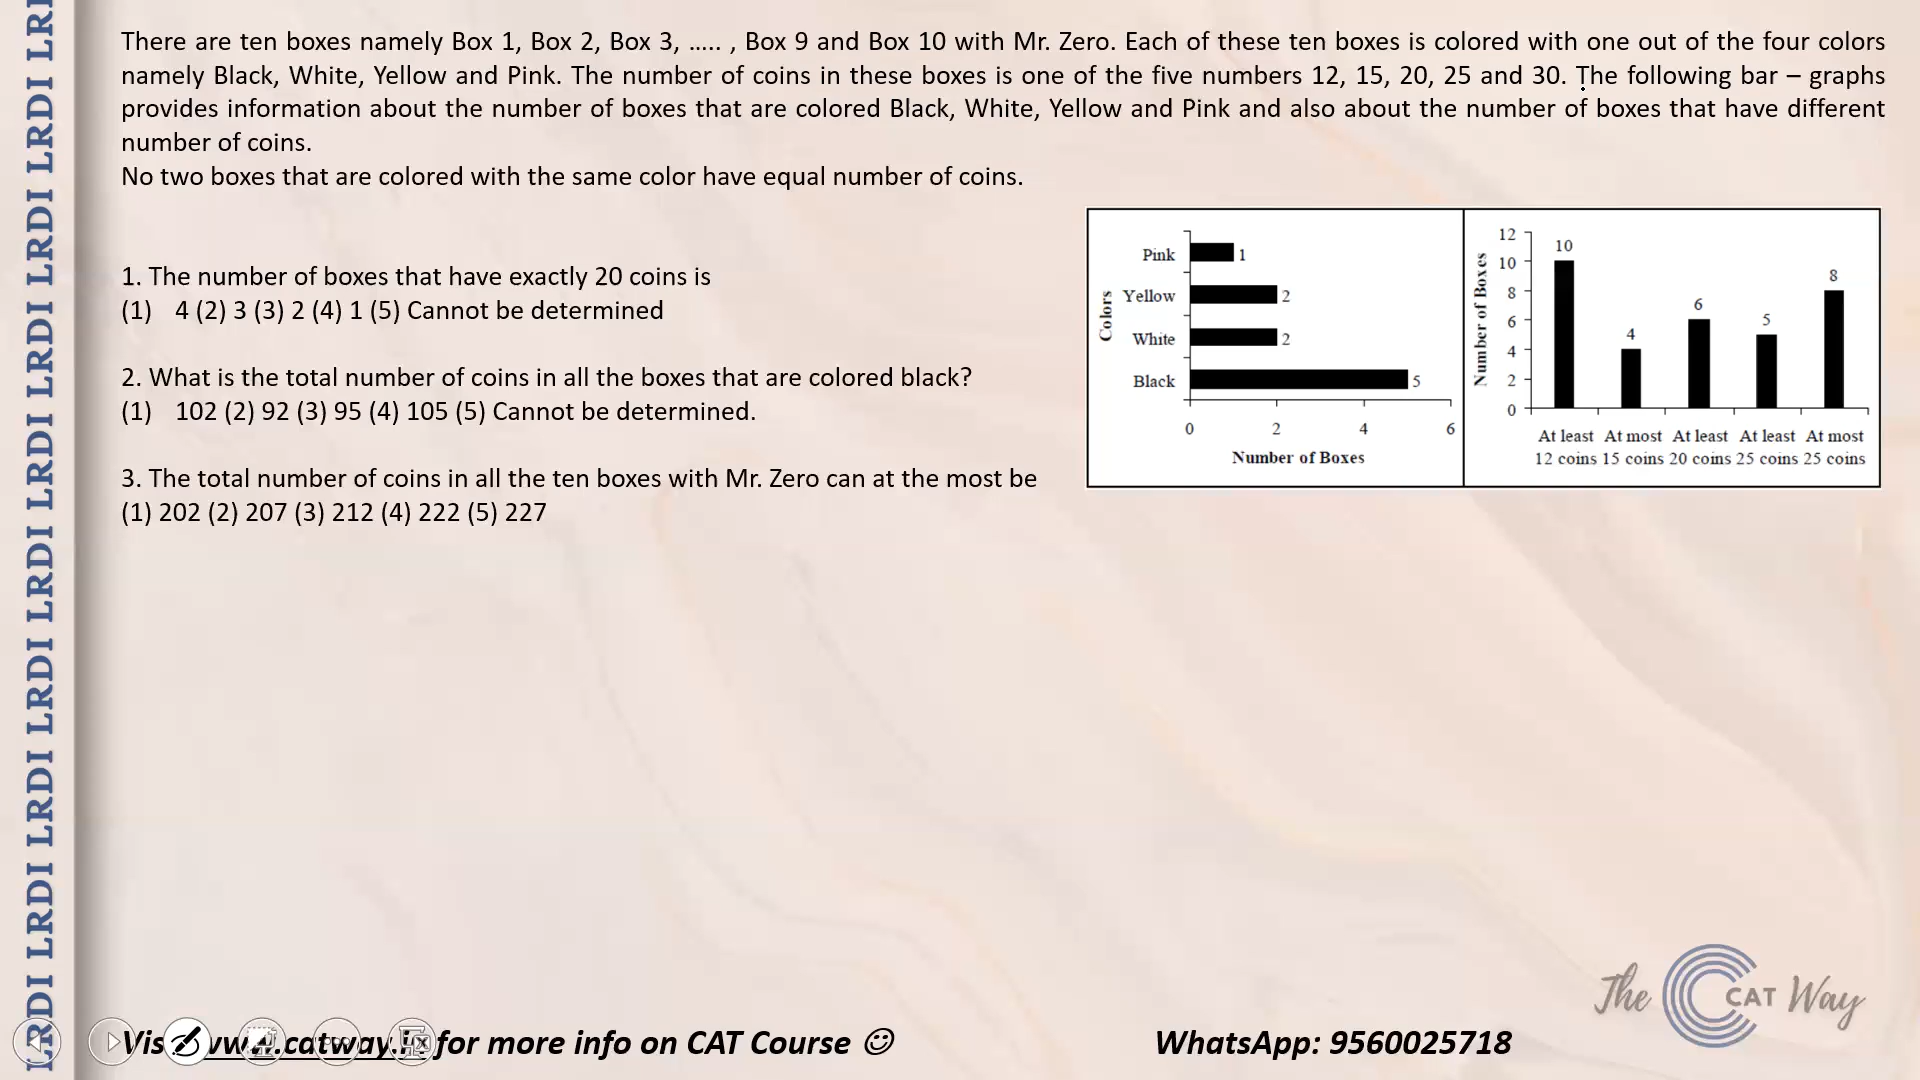 There are ten boxes namely Box 1, Box 2, Box 3, ….. , Box 9 and Box 10 with Mr. Zero. Each of these ten boxes is colored with one out of the four colors
namely Black, White, Yellow and Pink. The number of coins in these boxes is one of the five numbers 12, 15, 20, 25 and 30. The following bar – graphs
provides information about the number of boxes that are colored Black, White, Yellow and Pink and also about the number of boxes that have different
number of coins.
No two boxes that are colored with the same color have equal number of coins.
1. The number of boxes that have exactly 20 coins is
(1) 4 (2) 3 (3) 2 (4) 1 (5) Cannot be determined
2. What is the total number of coins in all the boxes that are colored black?
(1) 102 (2) 92 (3) 95 (4) 105 (5) Cannot be determined.
3. The total number of coins in all the ten boxes with Mr. Zero can at the most be
(1) 202 (2) 207 (3) 212 (4) 222 (5) 227
Colors
Pink 1
Yellow 2
White 2
Black 5
0 2 4 6
Number of Boxes
Number of Boxes
12
10
8
6
4
2
0
10 4 6 5 8
At least At most At least At least At most
12 coins 15 coins 20 coins 25 coins 25 coins
LRDI LRDI LRDI LRDI LRDI LRDI LRDI LRDI LRDI
for more info on CAT Course
WhatsApp: 9560025718
The CAT Way